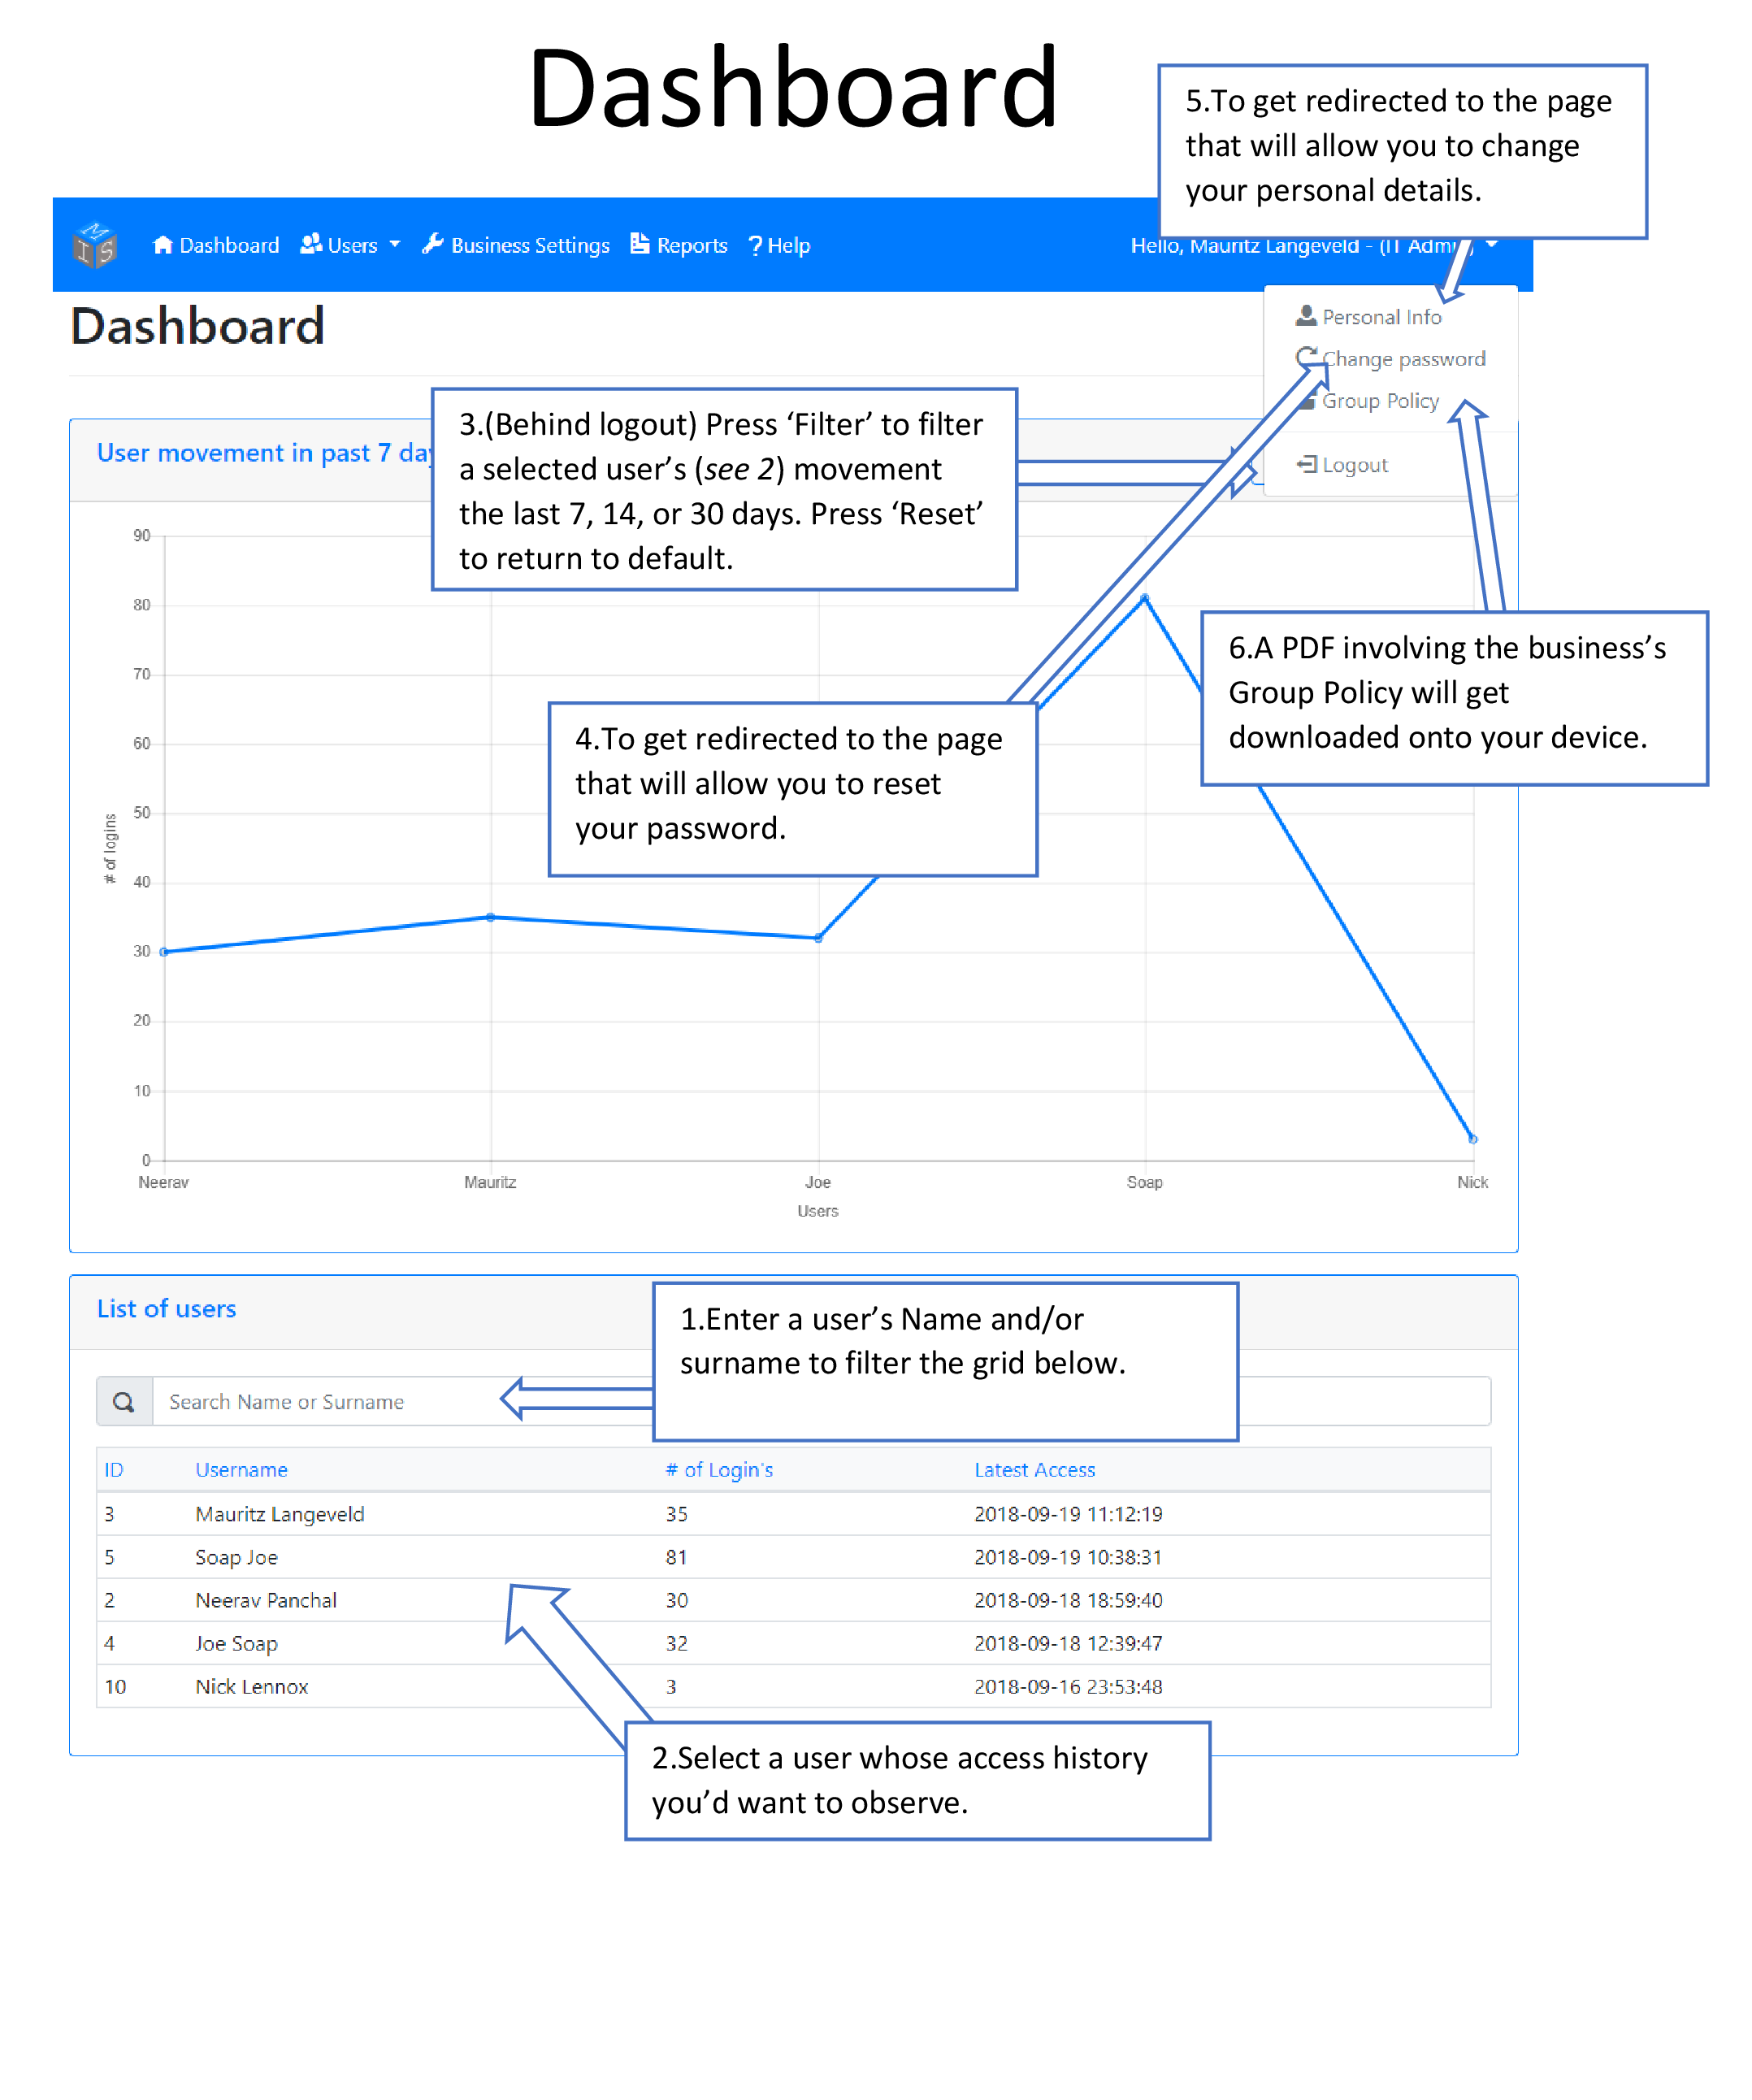 Dashboard
5.To get redirected to the page
that will allow you to change
your personal details.
MIS
Dashboard Users Business Settings Reports ? Help Hello, Mauritz Langeveld - (IT
Dashboard
Personal Info
Change password
Group Policy
Logout
3.(Behind logout) Press ‘Filter’ to filter
a selected user’s (see 2) movement
the last 7, 14, or 30 days. Press ‘Reset’
to return to default.
User movement in past 7
6.A PDF involving the business’s
Group Policy will get
downloaded onto your device.
4.To get redirected to the page
that will allow you to reset
your password.
90
80
70
60
50
40
30
20
10
0
# of logins
Neerav Mauritz Joe Soap Nick
Users
List of users
1.Enter a user’s Name and/or
surname to filter the grid below.
Search Name or Surname
ID Username # of Login's Latest Access
3 Mauritz Langeveld 35 2018-09-19 11:12:19
5 Soap Joe 81 2018-09-19 10:38:31
2 Neerav Panchal 30 2018-09-18 18:59:40
4 Joe Soap 32 2018-09-18 12:39:47
10 Nick Lennox 3 2018-09-16 23:53:48
2.Select a user whose access history
you’d want to observe.